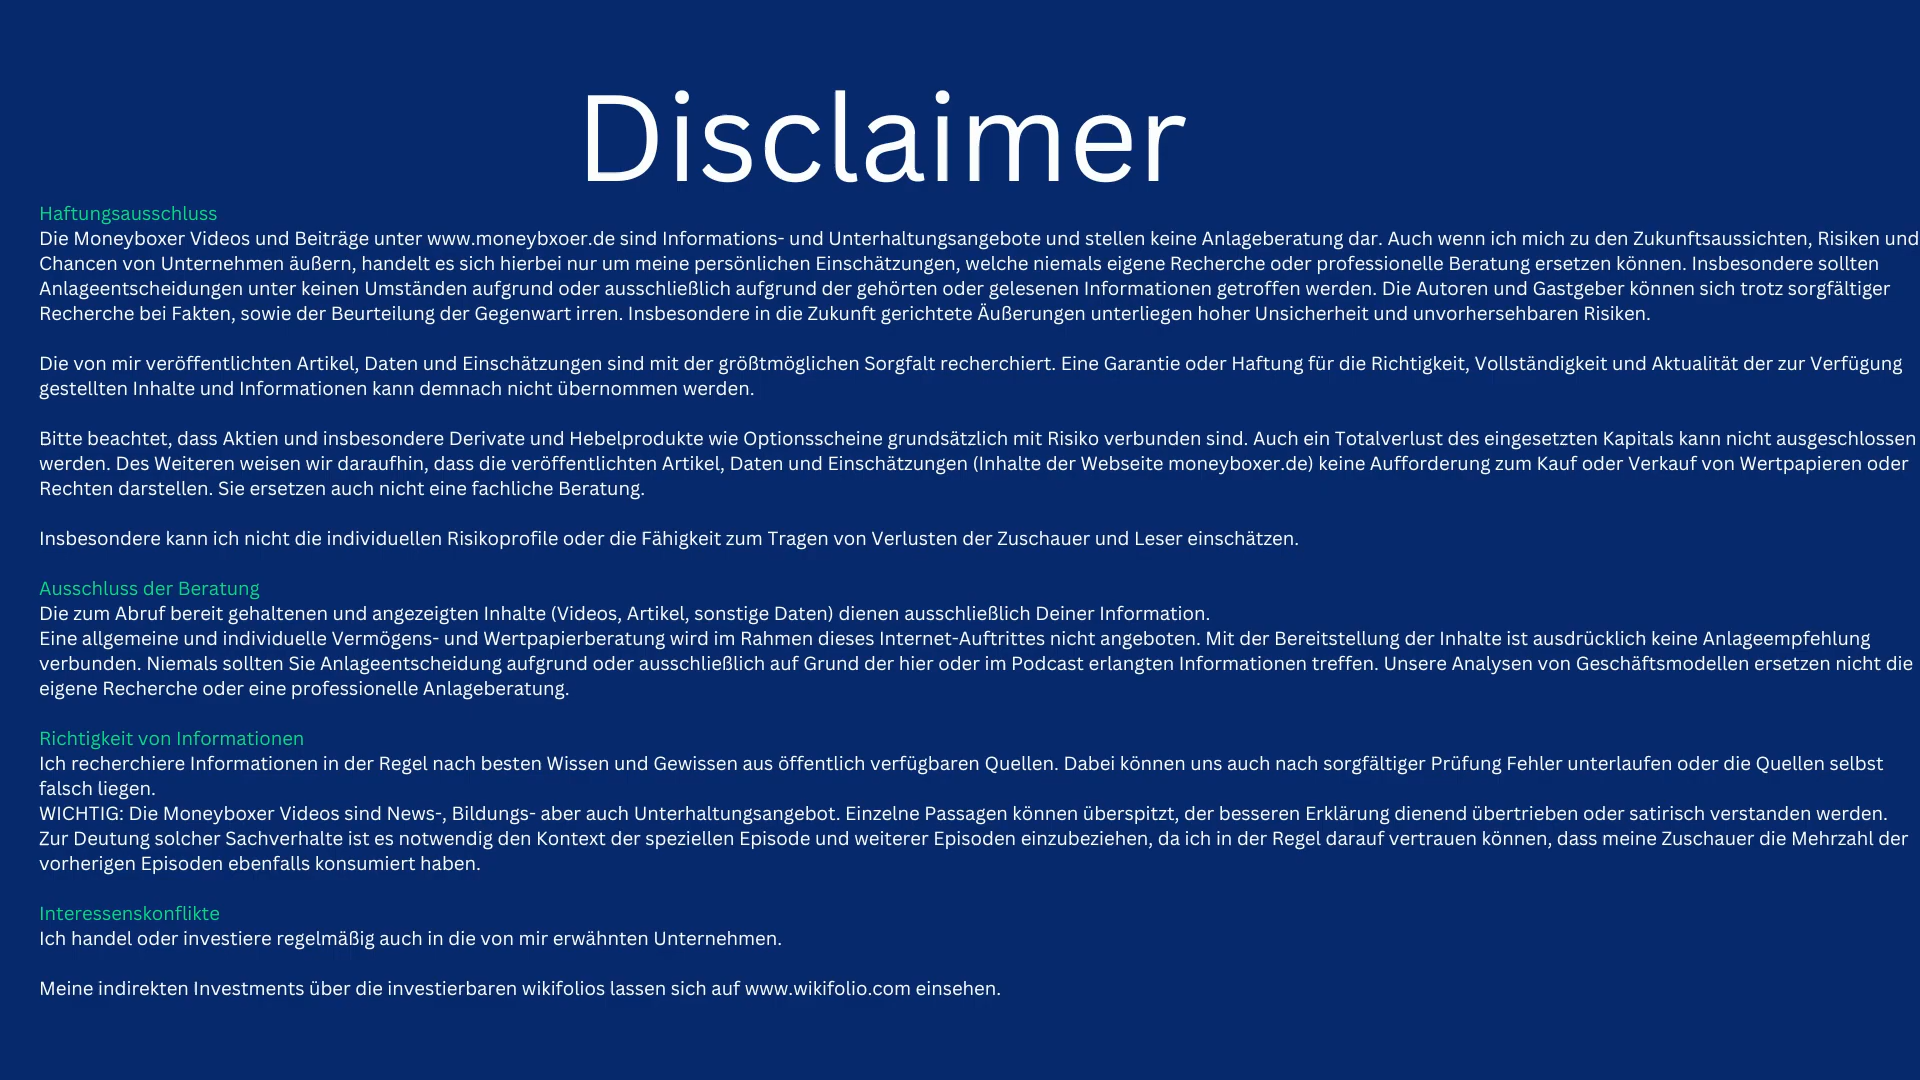 Disclaimer
Haftungsausschluss
Die Moneyboxer Videos und Beiträge unter www.moneybxoer.de sind Informations- und Unterhaltungsangebote und stellen keine Anlageberatung dar. Auch wenn ich mich zu den Zukunftsaussichten, Risiken und
Chancen von Unternehmen äußern, handelt es sich hierbei nur um meine persönlichen Einschätzungen, welche niemals eigene Recherche oder professionelle Beratung ersetzen können. Insbesondere sollten
Anlageentscheidungen unter keinen Umständen aufgrund oder ausschließlich aufgrund der gehörten oder gelesenen Informationen getroffen werden. Die Autoren und Gastgeber können sich trotz sorgfältiger
Recherche bei Fakten, sowie der Beurteilung der Gegenwart irren. Insbesondere in die Zukunft gerichtete Äußerungen unterliegen hoher Unsicherheit und unvorhersehbaren Risiken.
Die von mir veröffentlichten Artikel, Daten und Einschätzungen sind mit der größtmöglichen Sorgfalt recherchiert. Eine Garantie oder Haftung für die Richtigkeit, Vollständigkeit und Aktualität der zur Verfügung
gestellten Inhalte und Informationen kann demnach nicht übernommen werden.
Bitte beachtet, dass Aktien und insbesondere Derivate und Hebelprodukte wie Optionsscheine grundsätzlich mit Risiko verbunden sind. Auch ein Totalverlust des eingesetzten Kapitals kann nicht ausgeschlossen
werden. Des Weiteren weisen wir daraufhin, dass die veröffentlichten Artikel, Daten und Einschätzungen (Inhalte der Webseite moneyboxer.de) keine Aufforderung zum Kauf oder Verkauf von Wertpapieren oder
Rechten darstellen. Sie ersetzen auch nicht eine fachliche Beratung.
Insbesondere kann ich nicht die individuellen Risikoprofile oder die Fähigkeit zum Tragen von Verlusten der Zuschauer und Leser einschätzen.
Ausschluss der Beratung
Die zum Abruf bereit gehaltenen und angezeigten Inhalte (Videos, Artikel, sonstige Daten) dienen ausschließlich Deiner Information.
Eine allgemeine und individuelle Vermögens- und Wertpapierberatung wird im Rahmen dieses Internet-Auftrittes nicht angeboten. Mit der Bereitstellung der Inhalte ist ausdrücklich keine Anlageempfehlung
verbunden. Niemals sollten Sie Anlageentscheidung aufgrund oder ausschließlich auf Grund der hier oder im Podcast erlangten Informationen treffen. Unsere Analysen von Geschäftsmodellen ersetzen nicht die
eigene Recherche oder eine professionelle Anlageberatung.
Richtigkeit von Informationen
Ich recherchiere Informationen in der Regel nach besten Wissen und Gewissen aus öffentlich verfügbaren Quellen. Dabei können uns auch nach sorgfältiger Prüfung Fehler unterlaufen oder die Quellen selbst
falsch liegen.
WICHTIG: Die Moneyboxer Videos sind News-, Bildungs- aber auch Unterhaltungsangebot. Einzelne Passagen können überspitzt, der besseren Erklärung dienend übertrieben oder satirisch verstanden werden.
Zur Deutung solcher Sachverhalte ist es notwendig den Kontext der speziellen Episode und weiterer Episoden einzubeziehen, da ich in der Regel darauf vertrauen können, dass meine Zuschauer die Mehrzahl der
vorherigen Episoden ebenfalls konsumiert haben.
Interessenskonflikte
Ich handel oder investiere regelmäßig auch in die von mir erwähnten Unternehmen.
Meine indirekten Investments über die investierbaren wikifolios lassen sich auf www.wikifolio.com einsehen.